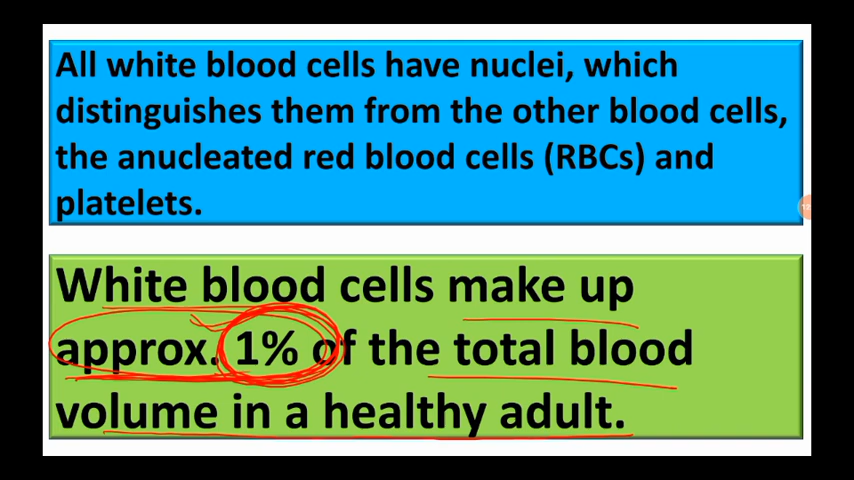 All white blood cells have nuclei, which
distinguishes them from the other blood cells,
the anucleated red blood cells (RBCs) and
platelets.
White blood cells make up
approx. 1% of the total blood
volume in a healthy adult.